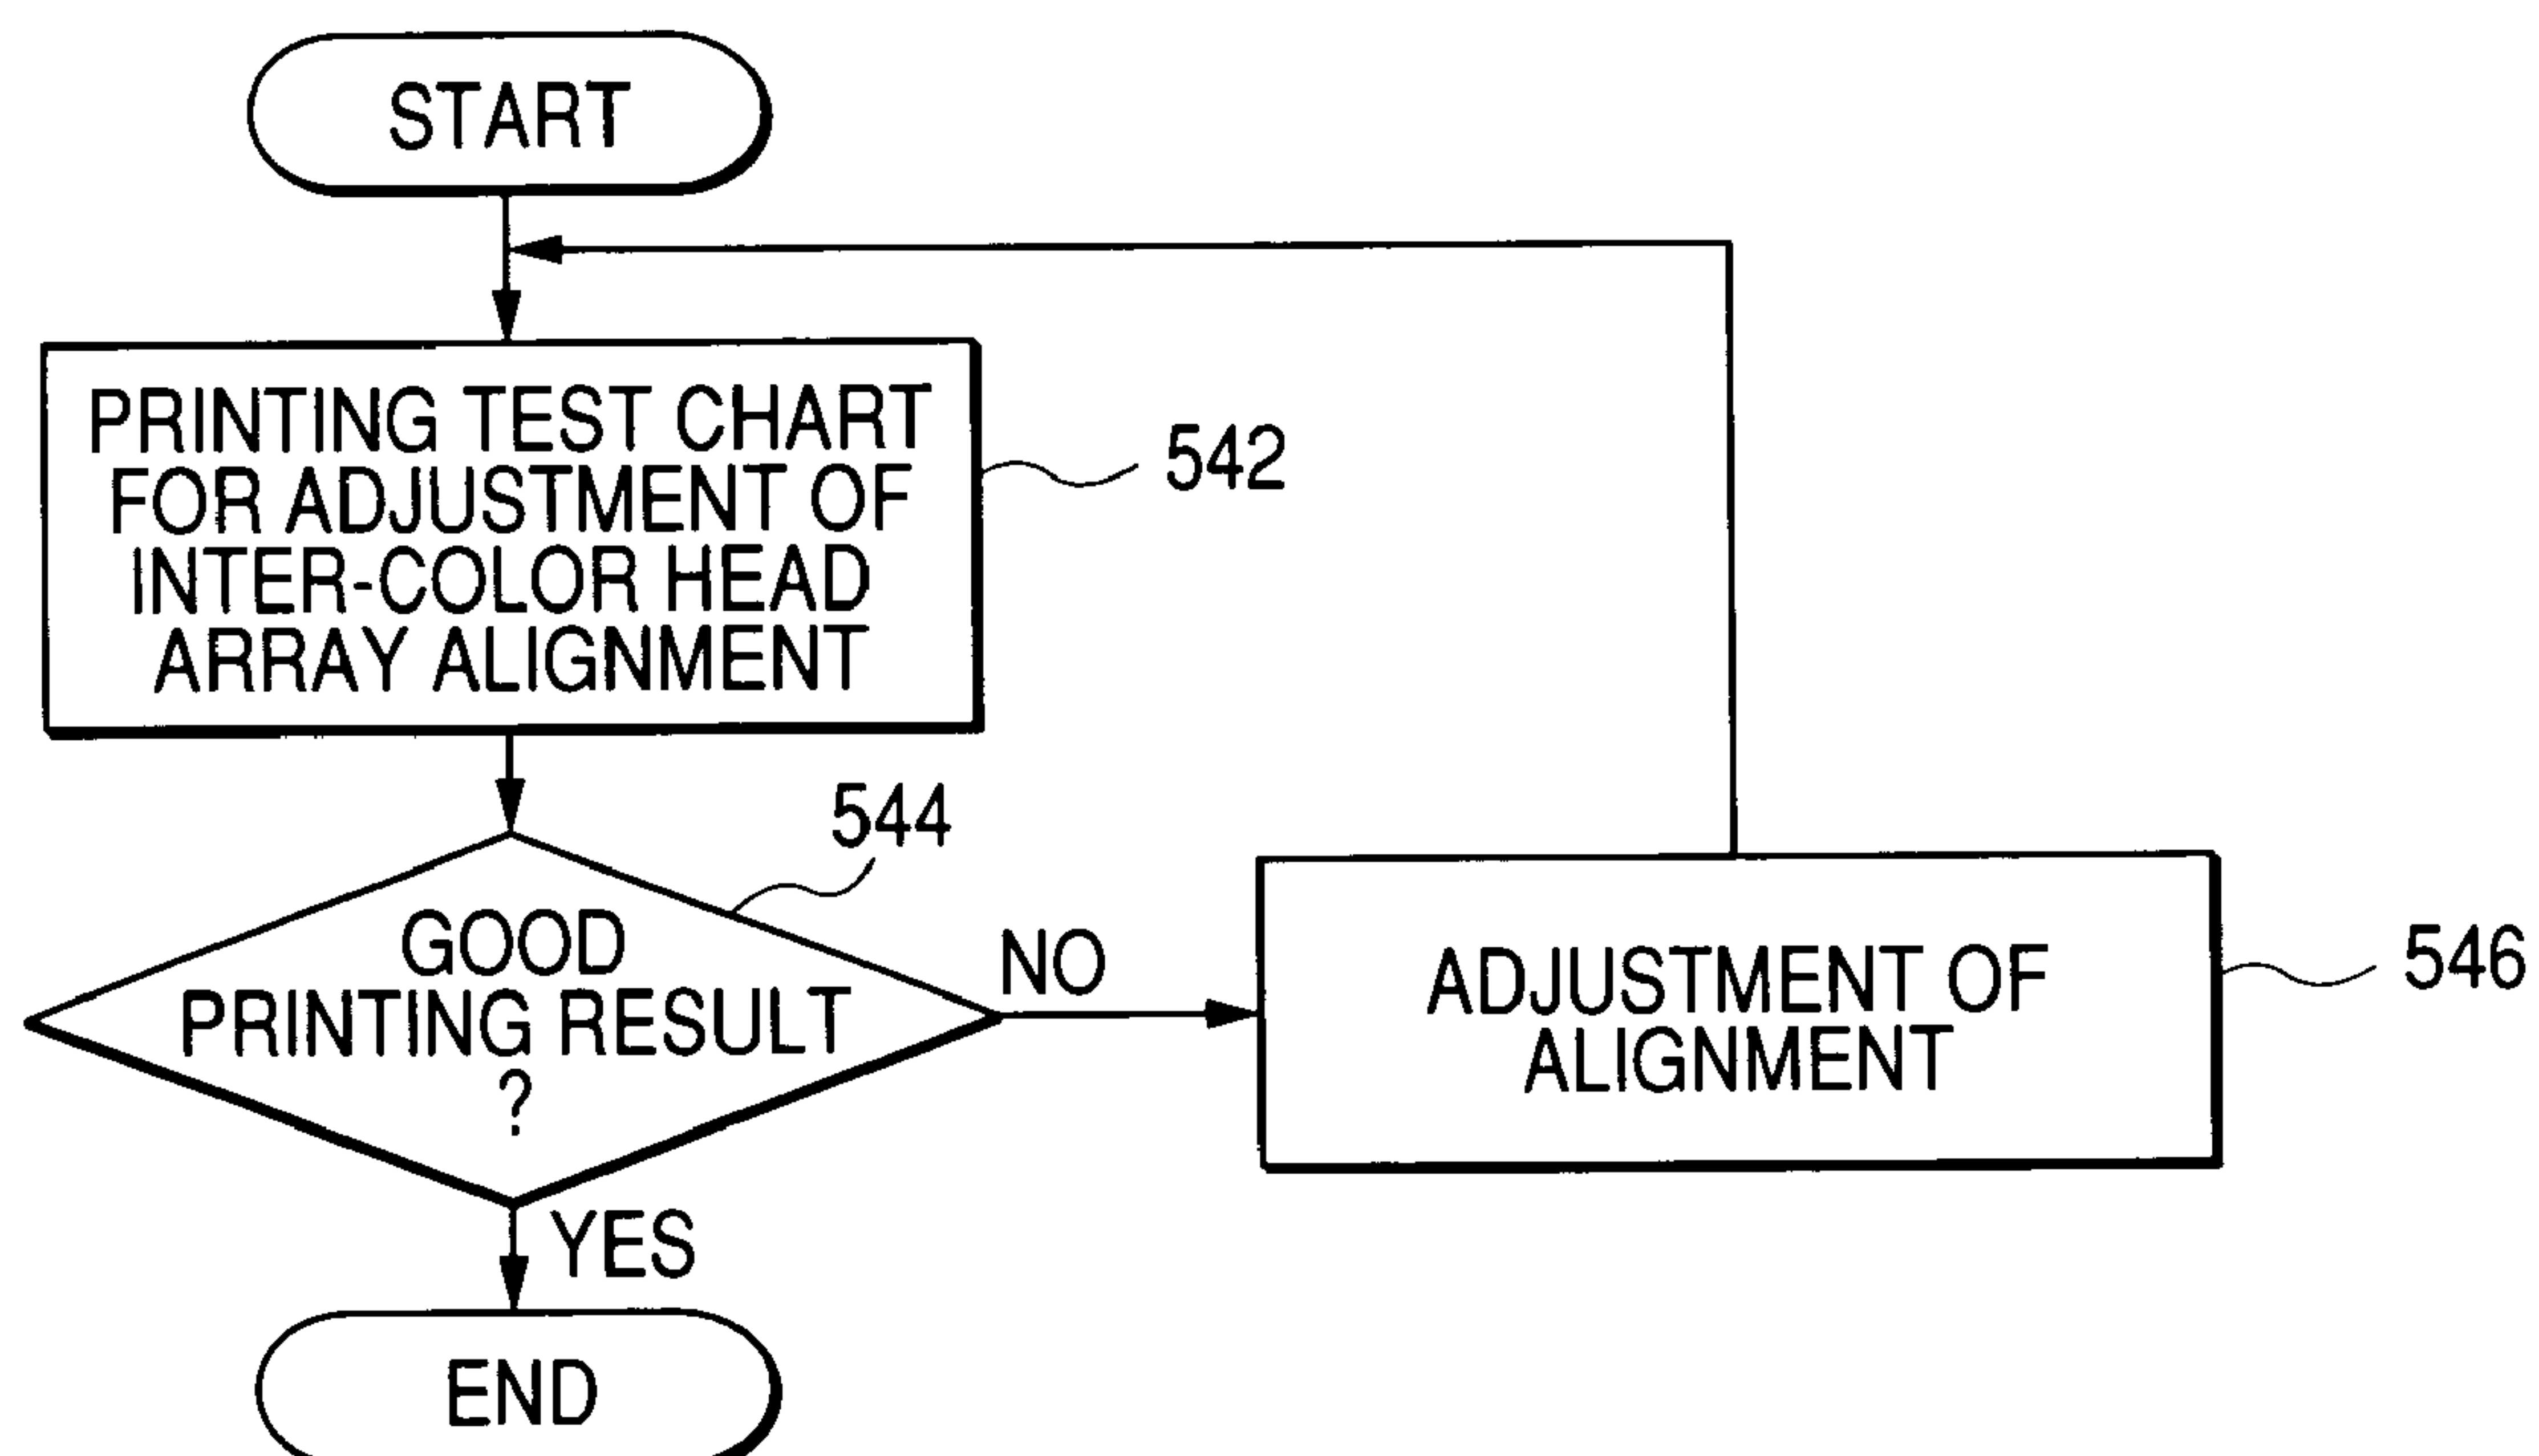 START
PRINTING TEST CHART
FOR ADJUSTMENT OF
INTER-COLOR HEAD
ARRAY ALIGNMENT
542
544
GOOD
PRINTING RESULT
?
NO
ADJUSTMENT OF
ALIGNMENT
546
YES
END